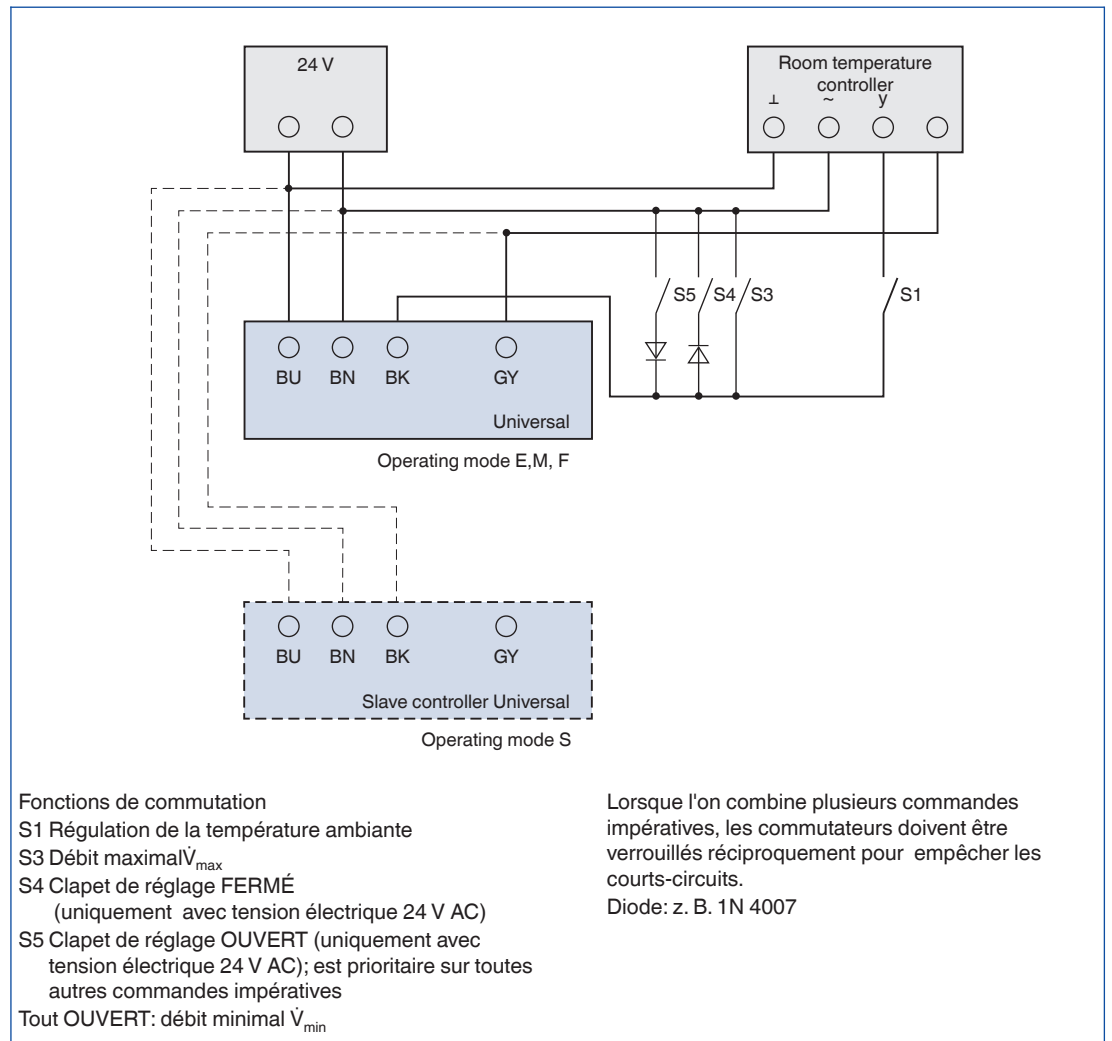 24 V
Room temperature
controller
⊥ ~ y
S5 S4 S3 S1
BU BN BK GY
Universal
Operating mode E,M, F
BU BN BK GY
Slave controller Universal
Operating mode S
Fonctions de commutation
S1 Régulation de la température ambiante
S3 Débit maximalV̇max
S4 Clapet de réglage FERMÉ
(uniquement avec tension électrique 24 V AC)
S5 Clapet de réglage OUVERT (uniquement avec
tension électrique 24 V AC); est prioritaire sur toutes
autres commandes impératives
Tout OUVERT: débit minimal V̇min
Lorsque l'on combine plusieurs commandes
impératives, les commutateurs doivent être
verrouillés réciproquement pour empêcher les
courts-circuits.
Diode: z. B. 1N 4007